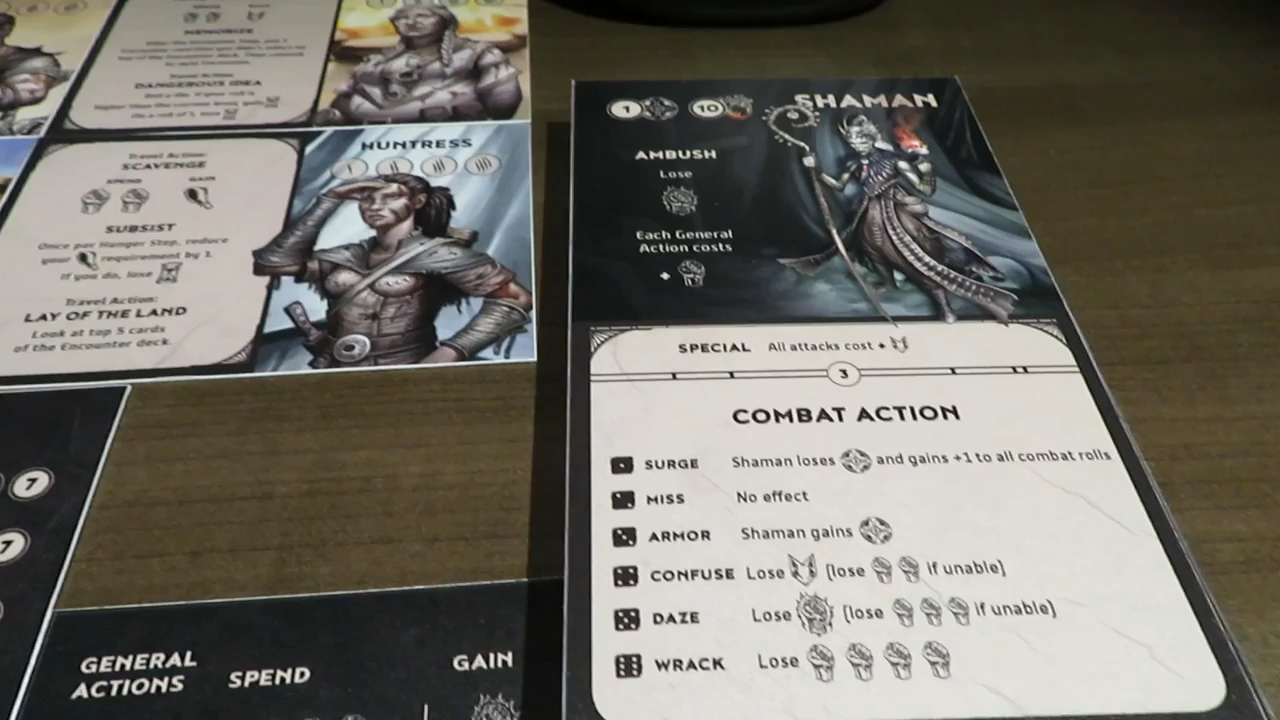 MEMORIZE
Travel Action:
DANGEROUS IDEA
Travel Action:
SCAVENGE
SPEND GAIN
SUBSIST
Once per Hunger Step, reduce
your requirement by 1.
If you do, lose
Travel Action:
LAY OF THE LAND
Look at top 5 cards
of the Encounter deck.
HUNTRESS
7
7
GENERAL
ACTIONS
SPEND
GAIN
1 10 SHAMAN
AMBUSH
Lose
Each General
Action costs
+
SPECIAL All attacks cost +
3
COMBAT ACTION
SURGE Shaman loses and gains +1 to all combat rolls
MISS No effect
ARMOR Shaman gains
CONFUSE Lose (lose if unable)
DAZE Lose (lose if unable)
WRACK Lose